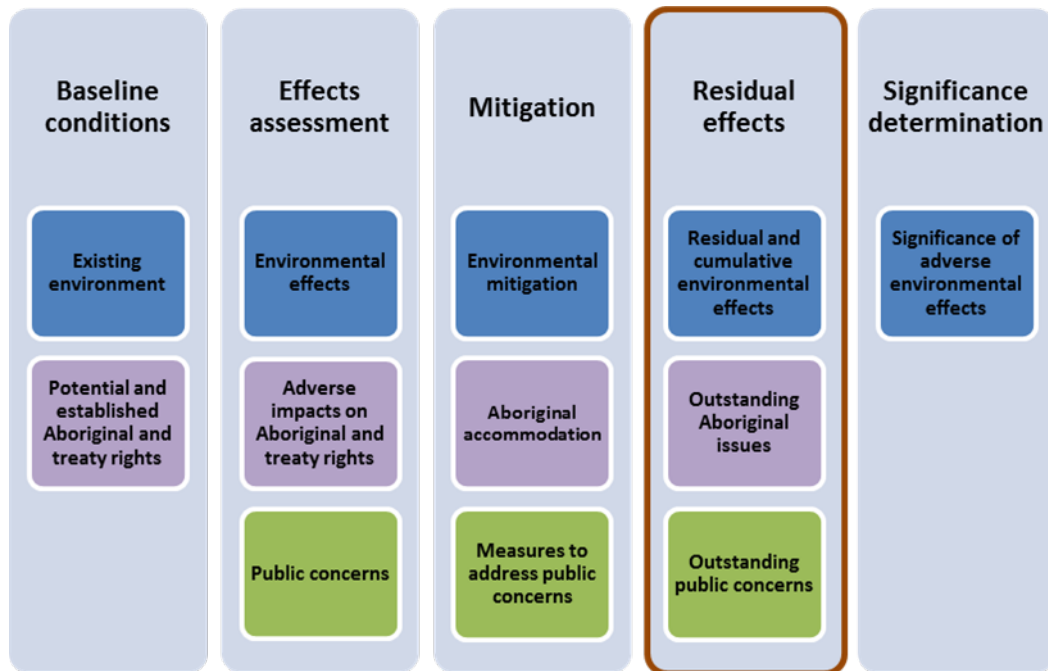 Baseline
conditions
Existing
environment
Potential and
established
Aboriginal and
treaty rights
Effects
assessment
Environmental
effects
Adverse
impacts on
Aboriginal and
treaty rights
Public concerns
Mitigation
Environmental
mitigation
Aboriginal
accommodation
Measures to
address public
concerns
Residual
effects
Residual and
cumulative
environmental
effects
Outstanding
Aboriginal
issues
Outstanding
public concerns
Significance
determination
Significance of
adverse
environmental
effects